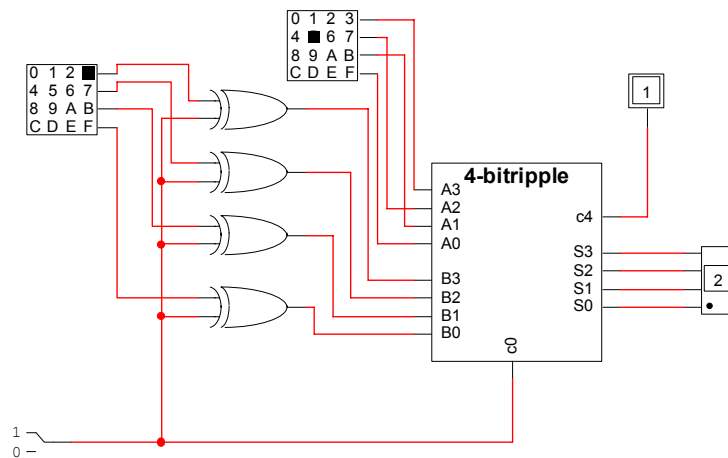 0 1 2 3
4 6 7
8 9 A B
C D E F
0 1 2
4 5 6 7
8 9 A B
C D E F
1
4-bitripple
A3
A2
A1
A0
c4
B3
B2
B1
B0
S3
S2
S1
S0
2
c0
1
0